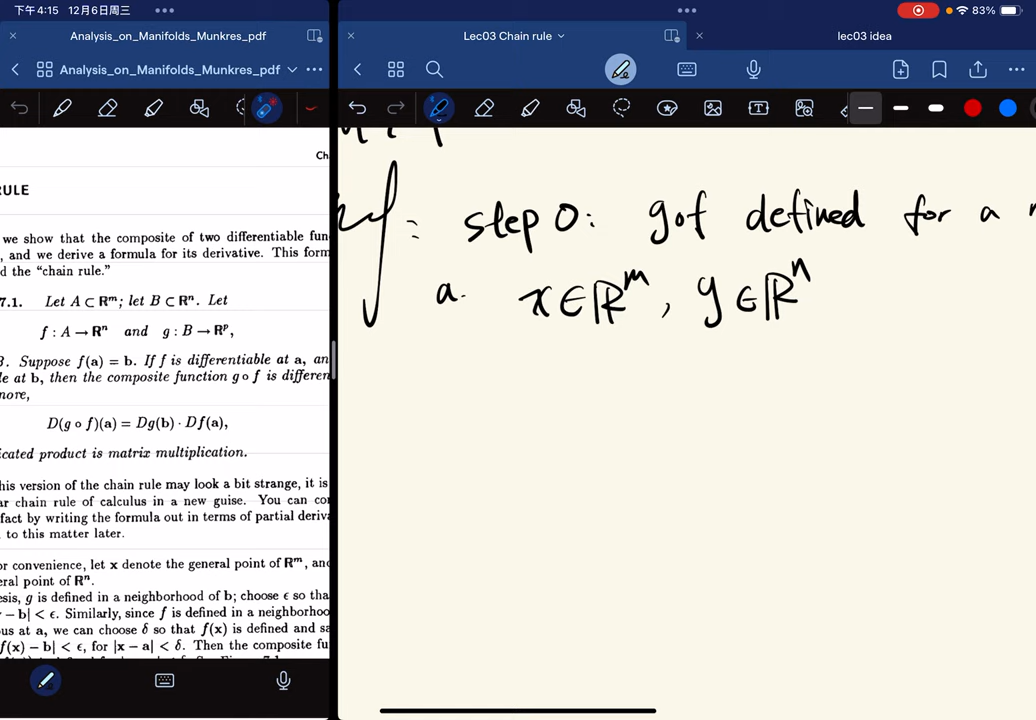 下午4:15 12月6日周三
83%
Analysis_on_Manifolds_Munkres_pdf
Analysis_on_Manifolds_Munkres_pdf
Ch
RULE
we show that the composite of two differentiable fun
, and we derive a formula for its derivative. This form
d the “chain rule.”
7.1. Let A ⊂ Rᵐ; let B ⊂ Rⁿ. Let
f : A → Rⁿ and g : B → Rᵖ,
B. Suppose f(a) = b. If f is differentiable at a, an
le at b, then the composite function g∘f is differen
nore,
D(g ∘ f)(a) = Dg(b) · Df(a),
icated product is matrix multiplication.
his version of the chain rule may look a bit strange, it is
ar chain rule of calculus in a new guise. You can co
fact by writing the formula out in terms of partial deriva
to this matter later.
or convenience, let x denote the general point of Rᵐ, an
eral point of Rⁿ.
esis, g is defined in a neighborhood of b; choose ϵ so tha
y − b| < ϵ. Similarly, since f is defined in a neighborhoo
ous at a, we can choose δ so that f(x) is defined and sa
f(x) − b| < ϵ, for |x − a| < δ. Then the composite fu
Lec03 Chain rule
lec03 idea
= step 0: g∘f defined for a n
a. x∈ℝᵐ, y∈ℝⁿ